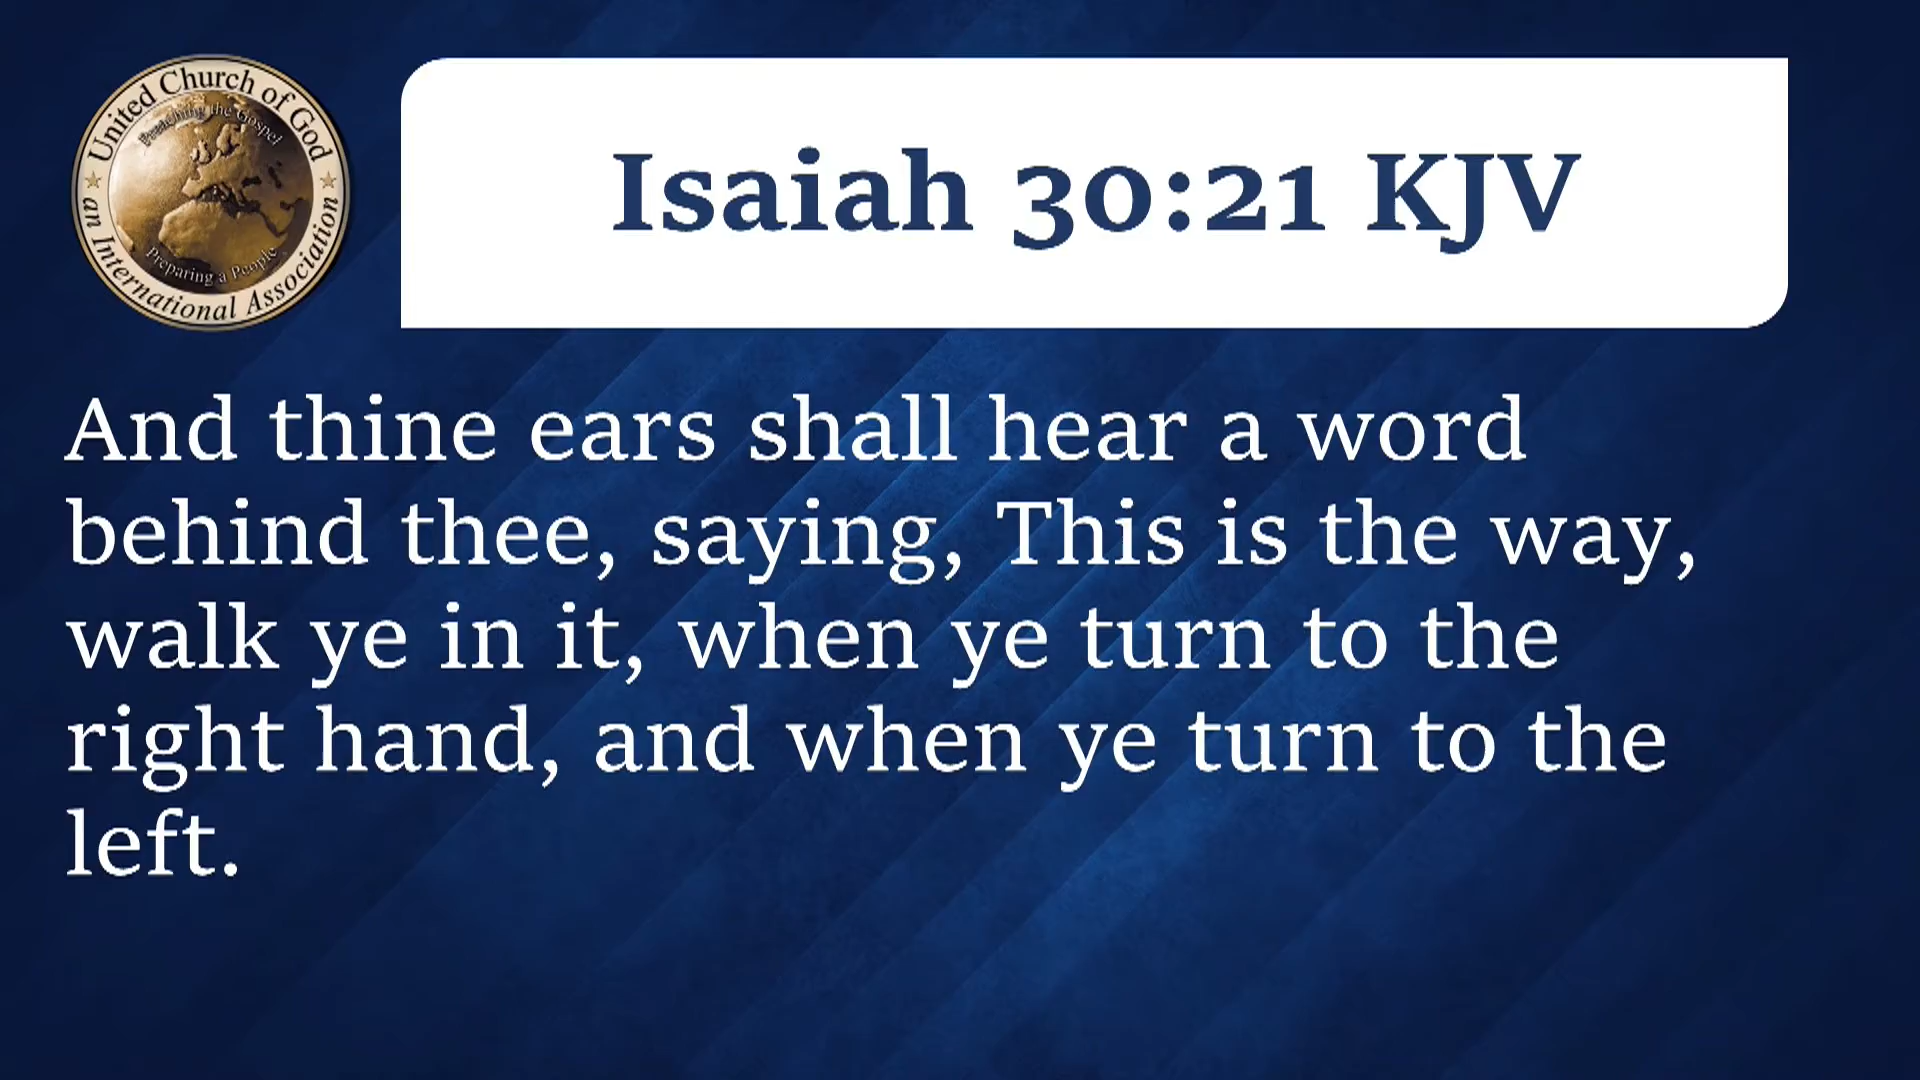 United Church of God
Preaching the Gospel
Preparing a People
an International Association
Isaiah 30:21 KJV
And thine ears shall hear a word
behind thee, saying, This is the way,
walk ye in it, when ye turn to the
right hand, and when ye turn to the
left.